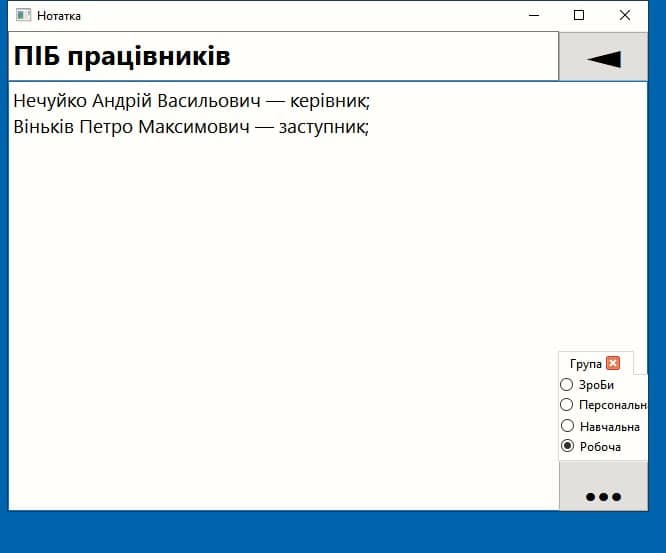 Нотатка
ПІБ працівників
Нечуйко Андрій Васильович — керівник;
Віньків Петро Максимович — заступник;
Група
ЗроБи
Персональн
Навчальна
Робоча